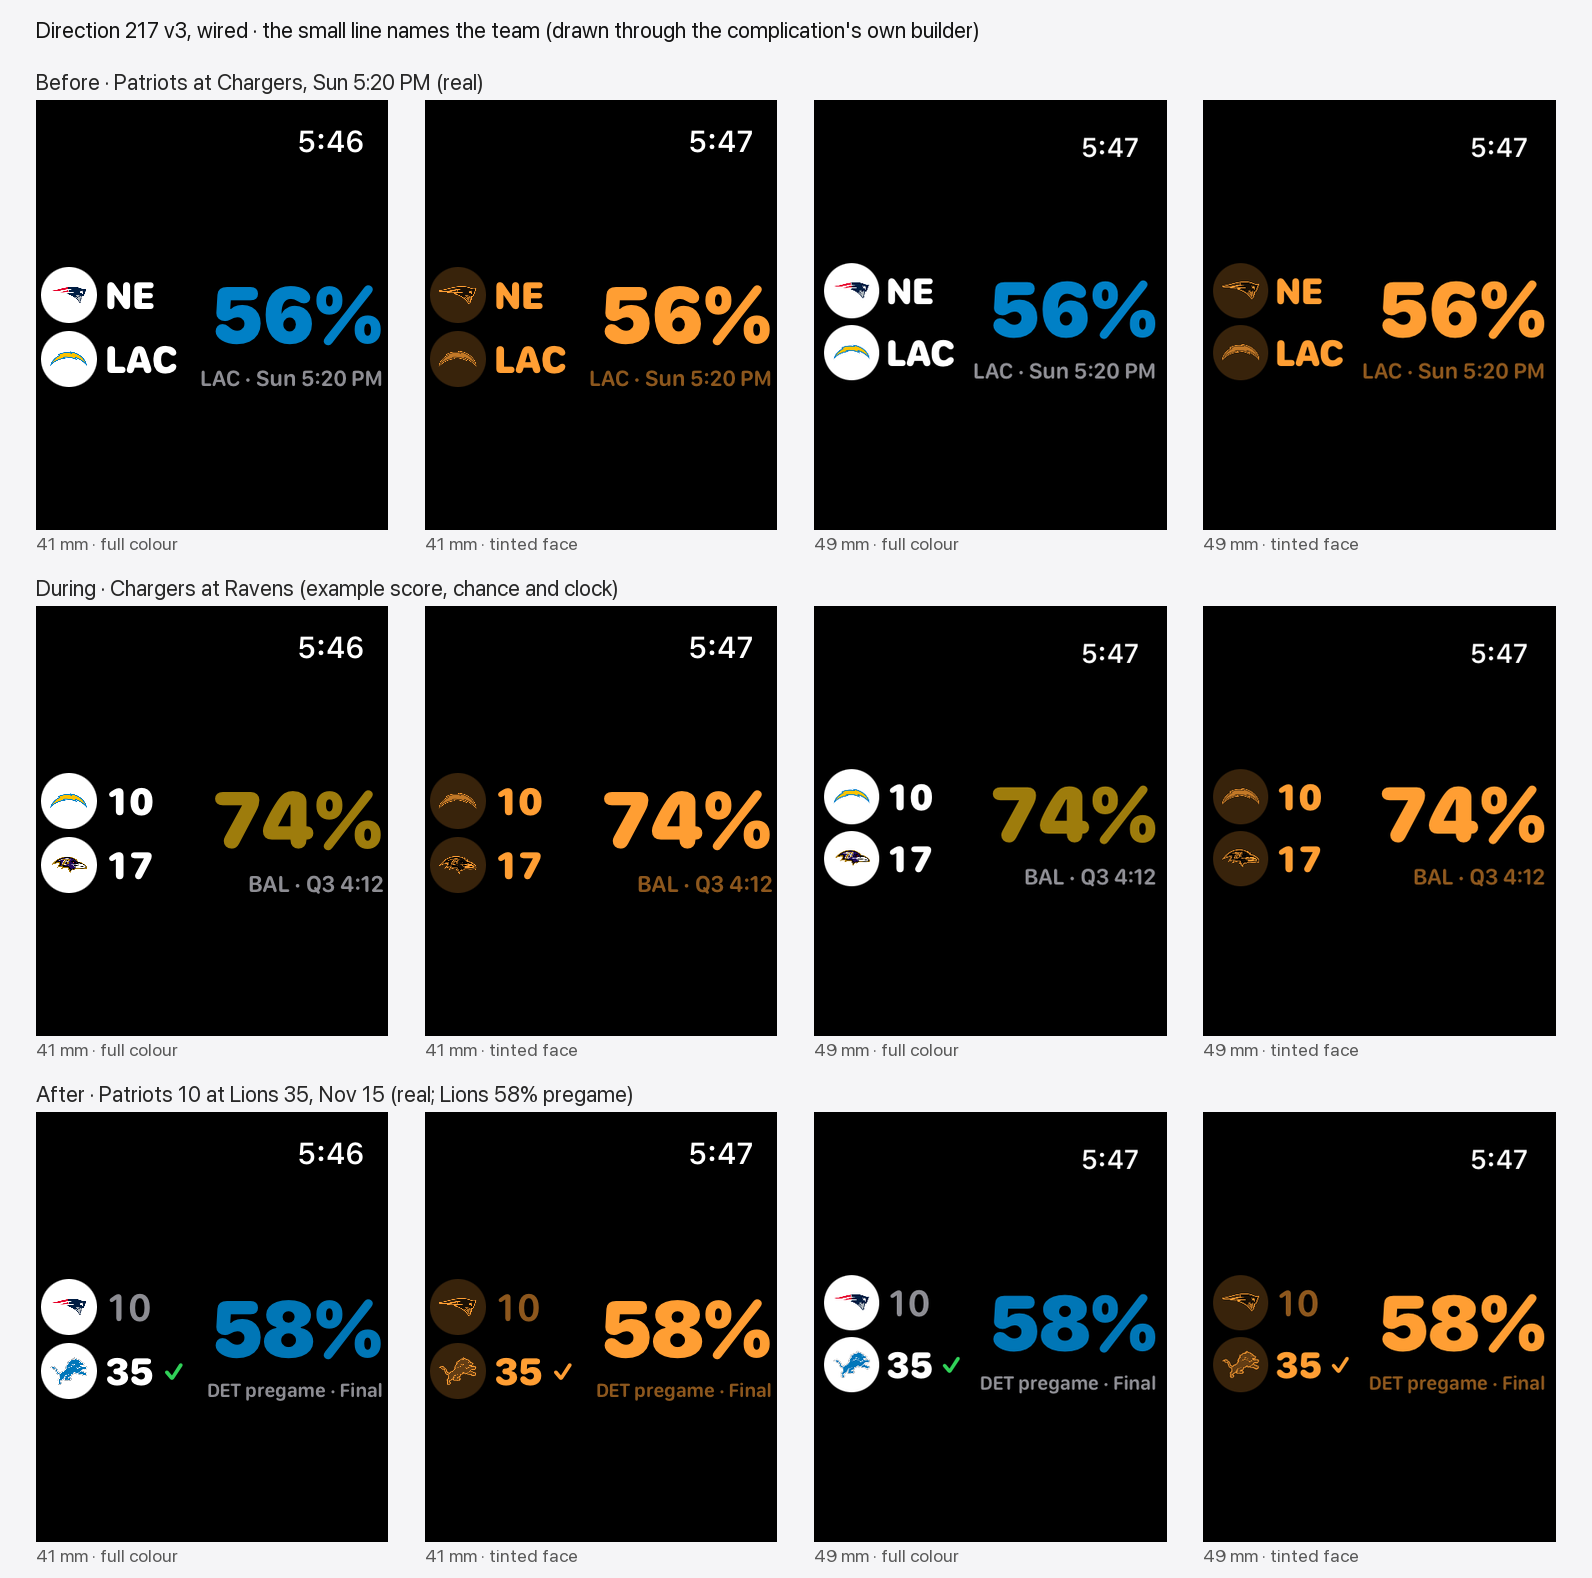 Direction 217 v3, wired · the small line names the team (drawn through the complication's own builder)
Before · Patriots at Chargers, Sun 5:20 PM (real)
5:46
NE
LAC
56%
LAC · Sun 5:20 PM
41 mm · full colour
5:47
NE
LAC
56%
LAC · Sun 5:20 PM
41 mm · tinted face
5:47
NE
LAC
56%
LAC · Sun 5:20 PM
49 mm · full colour
5:47
NE
LAC
56%
LAC · Sun 5:20 PM
49 mm · tinted face
During · Chargers at Ravens (example score, chance and clock)
5:46
10
17
74%
BAL · Q3 4:12
41 mm · full colour
5:47
10
17
74%
BAL · Q3 4:12
41 mm · tinted face
5:47
10
17
74%
BAL · Q3 4:12
49 mm · full colour
5:47
10
17
74%
BAL · Q3 4:12
49 mm · tinted face
After · Patriots 10 at Lions 35, Nov 15 (real; Lions 58% pregame)
5:46
10
35
58%
DET pregame · Final
41 mm · full colour
5:47
10
35
58%
DET pregame · Final
41 mm · tinted face
5:47
10
35
58%
DET pregame · Final
49 mm · full colour
5:47
10
35
58%
DET pregame · Final
49 mm · tinted face